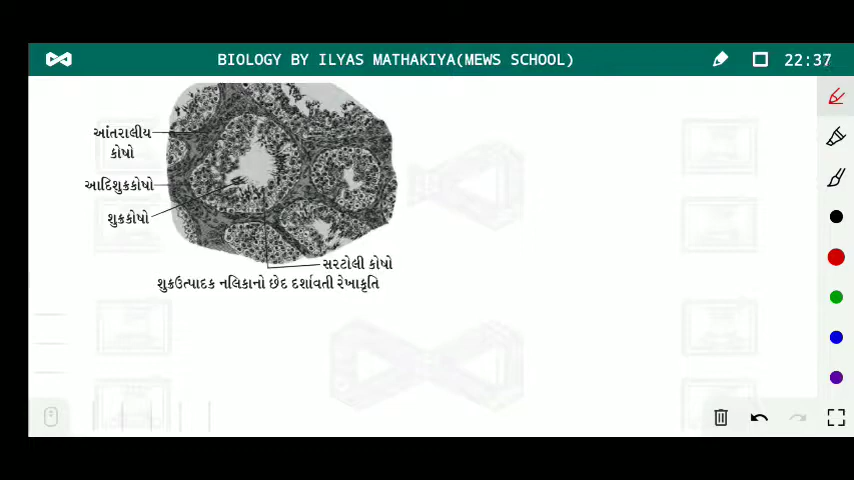 BIOLOGY BY ILYAS MATHAKIYA(MEWS SCHOOL)
22:37
આંતરાલીય
કોષો
આદિશુક્રકોષો
શુક્રકોષો
સરટોલી કોષો
શુક્રઉત્પાદક નલિકાનો છેદ દર્શાવતી રેખાકૃતિ